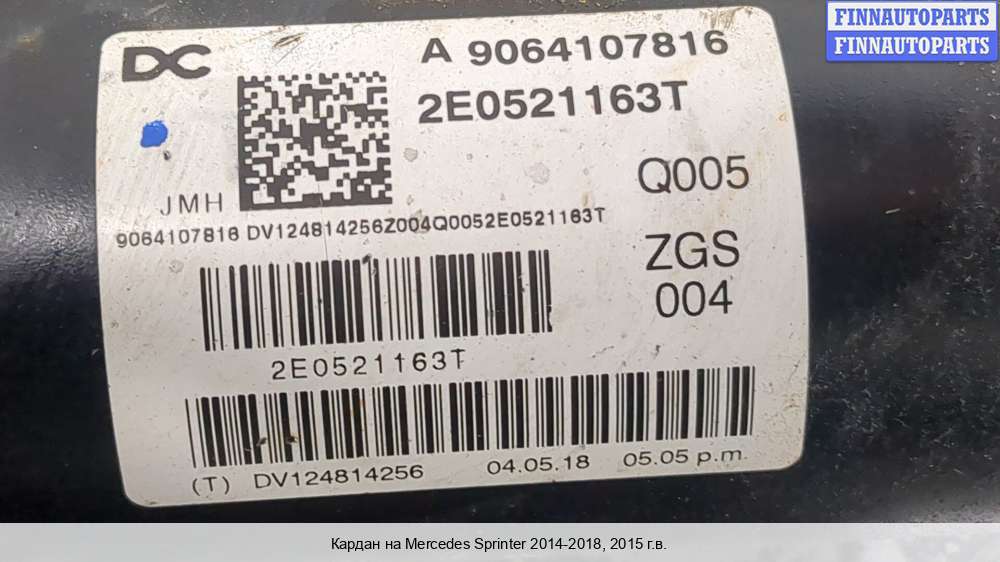 FINNAUTOPARTS
FINNAUTOPARTS
DC
A 9064107816
2E0521163T
JMH
Q005
9064107816 DV124814256Z004Q0052E0521163T
ZGS
004
2E0521163T
(T) DV124814256 04.05.18 05.05 p.m.
Кардан на Mercedes Sprinter 2014-2018, 2015 г.в.